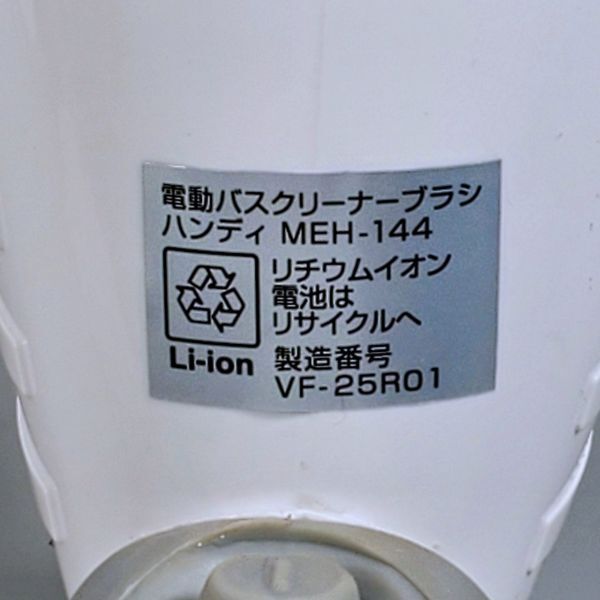 電動バスクリーナーブラシ
ハンディ MEH-144
リチウムイオン
電池は
リサイクルへ
Li-ion
製造番号
VF-25R01